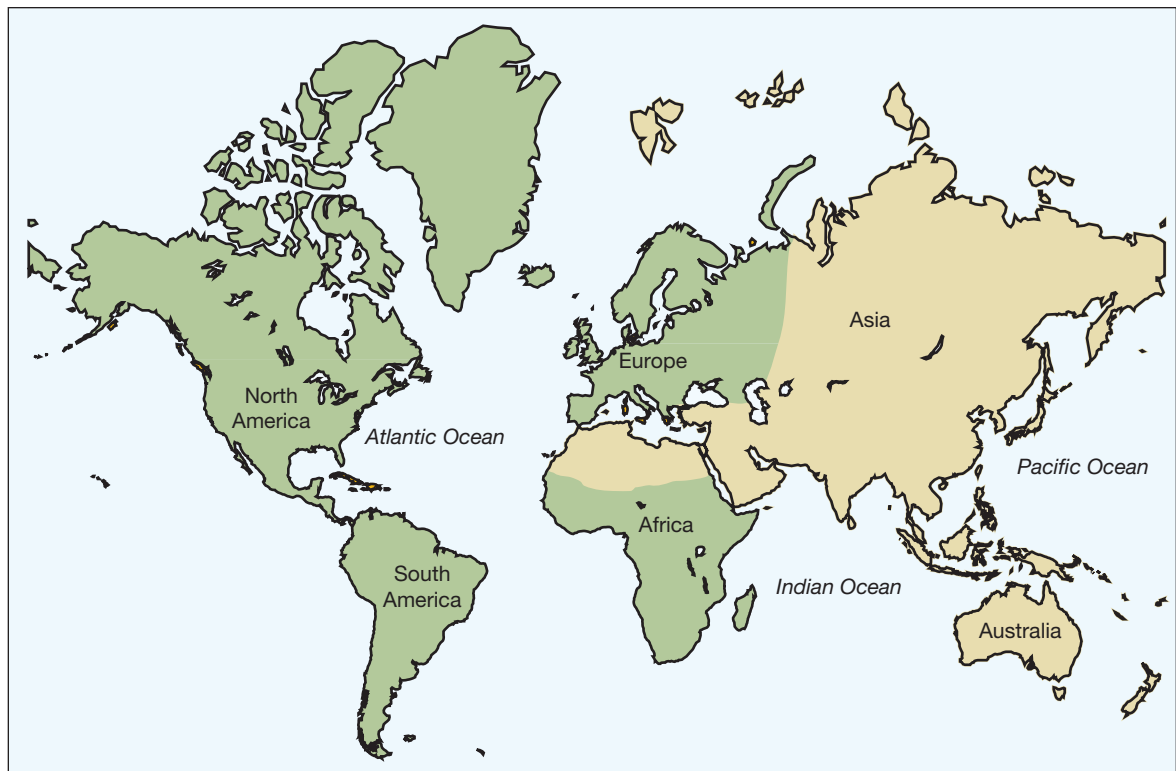 Asia
Europe
North
America
Atlantic Ocean
Pacific Ocean
Africa
South
America
Indian Ocean
Australia